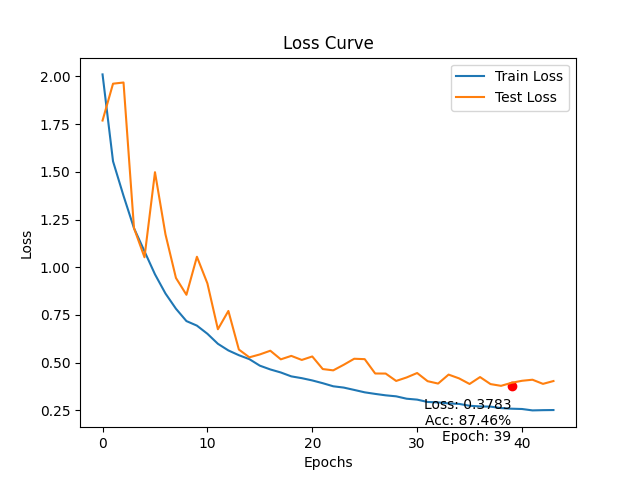 Loss Curve
Train Loss
Test Loss
Loss
2.00
1.75
1.50
1.25
1.00
0.75
0.50
0.25
Loss: 0.3783
Acc: 87.46%
Epoch: 39
0
10
20
30
40
Epochs